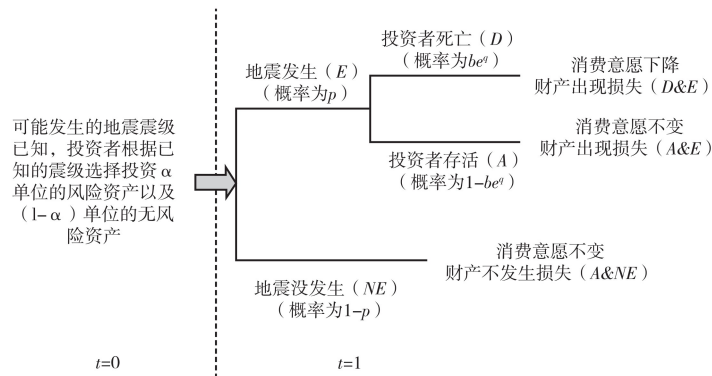 可能发生的地震震级
已知，投资者根据已
知的震级选择投资α
单位的风险资产以及
（1-α）单位的无风
险资产
t=0
地震发生（E）
（概率为p）
投资者死亡（D）
（概率为beq）
消费意愿下降
财产出现损失（D&E）
投资者存活（A）
（概率为1-beq）
消费意愿不变
财产出现损失（A&E）
地震没发生（NE）
（概率为1-p）
消费意愿不变
财产不发生损失（A&NE）
t=1